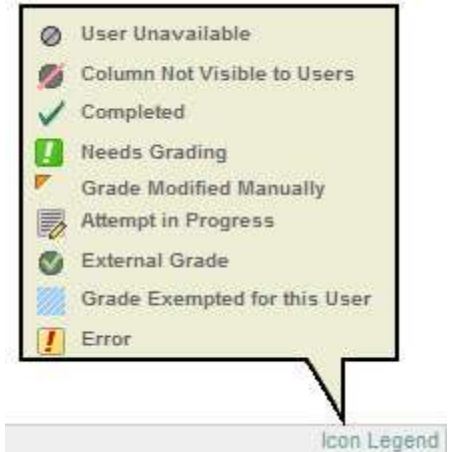 User Unavailable
Column Not Visible to Users
Completed
Needs Grading
Grade Modified Manually
Attempt in Progress
External Grade
Grade Exempted for this User
Error
Icon Legend